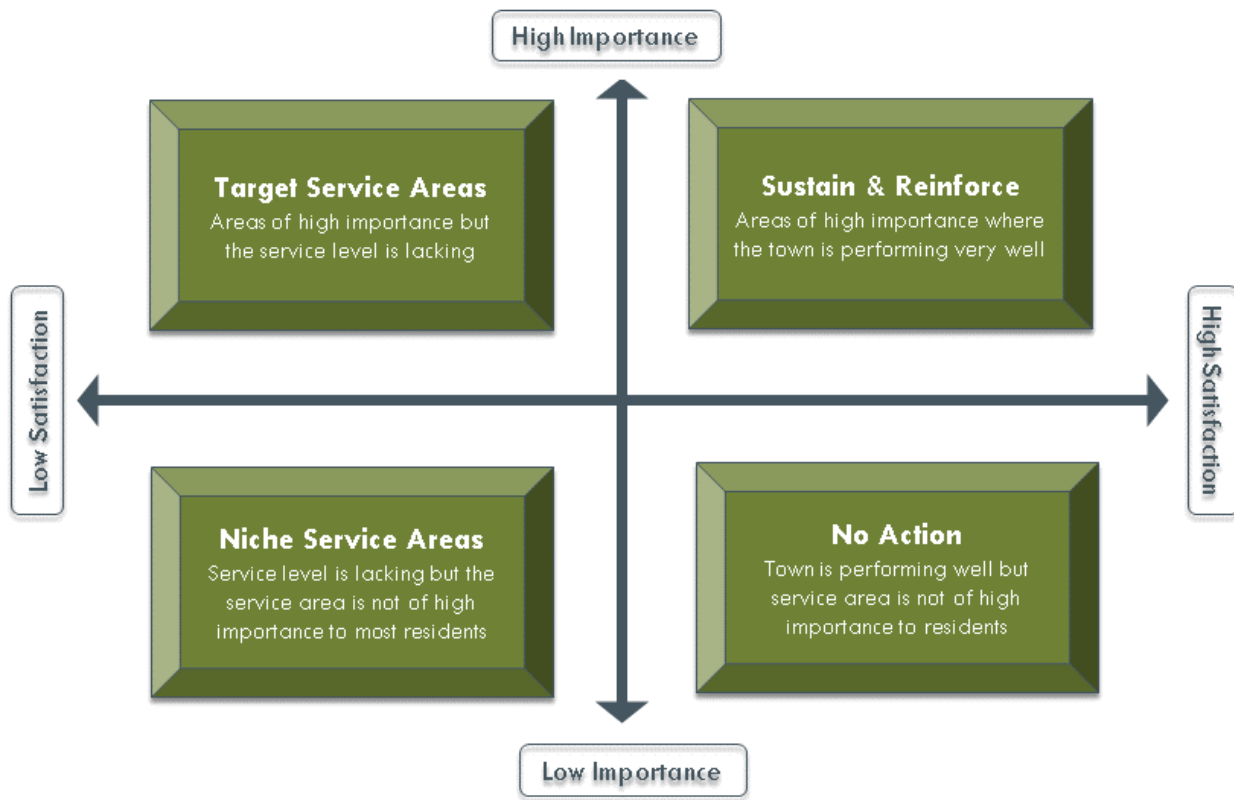 High Importance
Target Service Areas
Areas of high importance but
the service level is lacking
Sustain & Reinforce
Areas of high importance where
the town is performing very well
Low Satisfaction
High Satisfaction
Niche Service Areas
Service level is lacking but the
service area is not of high
importance to most residents
No Action
Town is performing well but
service area is not of high
importance to residents
Low Importance